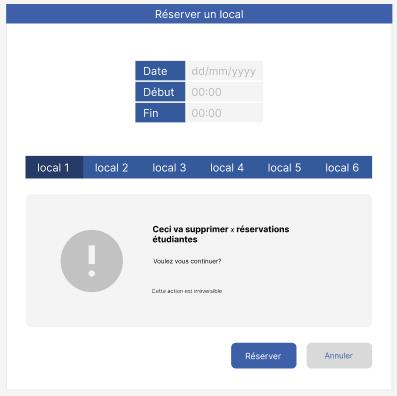 Réserver un local
Date dd/mm/yyyy
Début 00:00
Fin 00:00
local 1 local 2 local 3 local 4 local 5 local 6
Ceci va supprimer x réservations
étudiantes
Voulez vous continuer?
Cette action est irréversible
Réserver Annuler